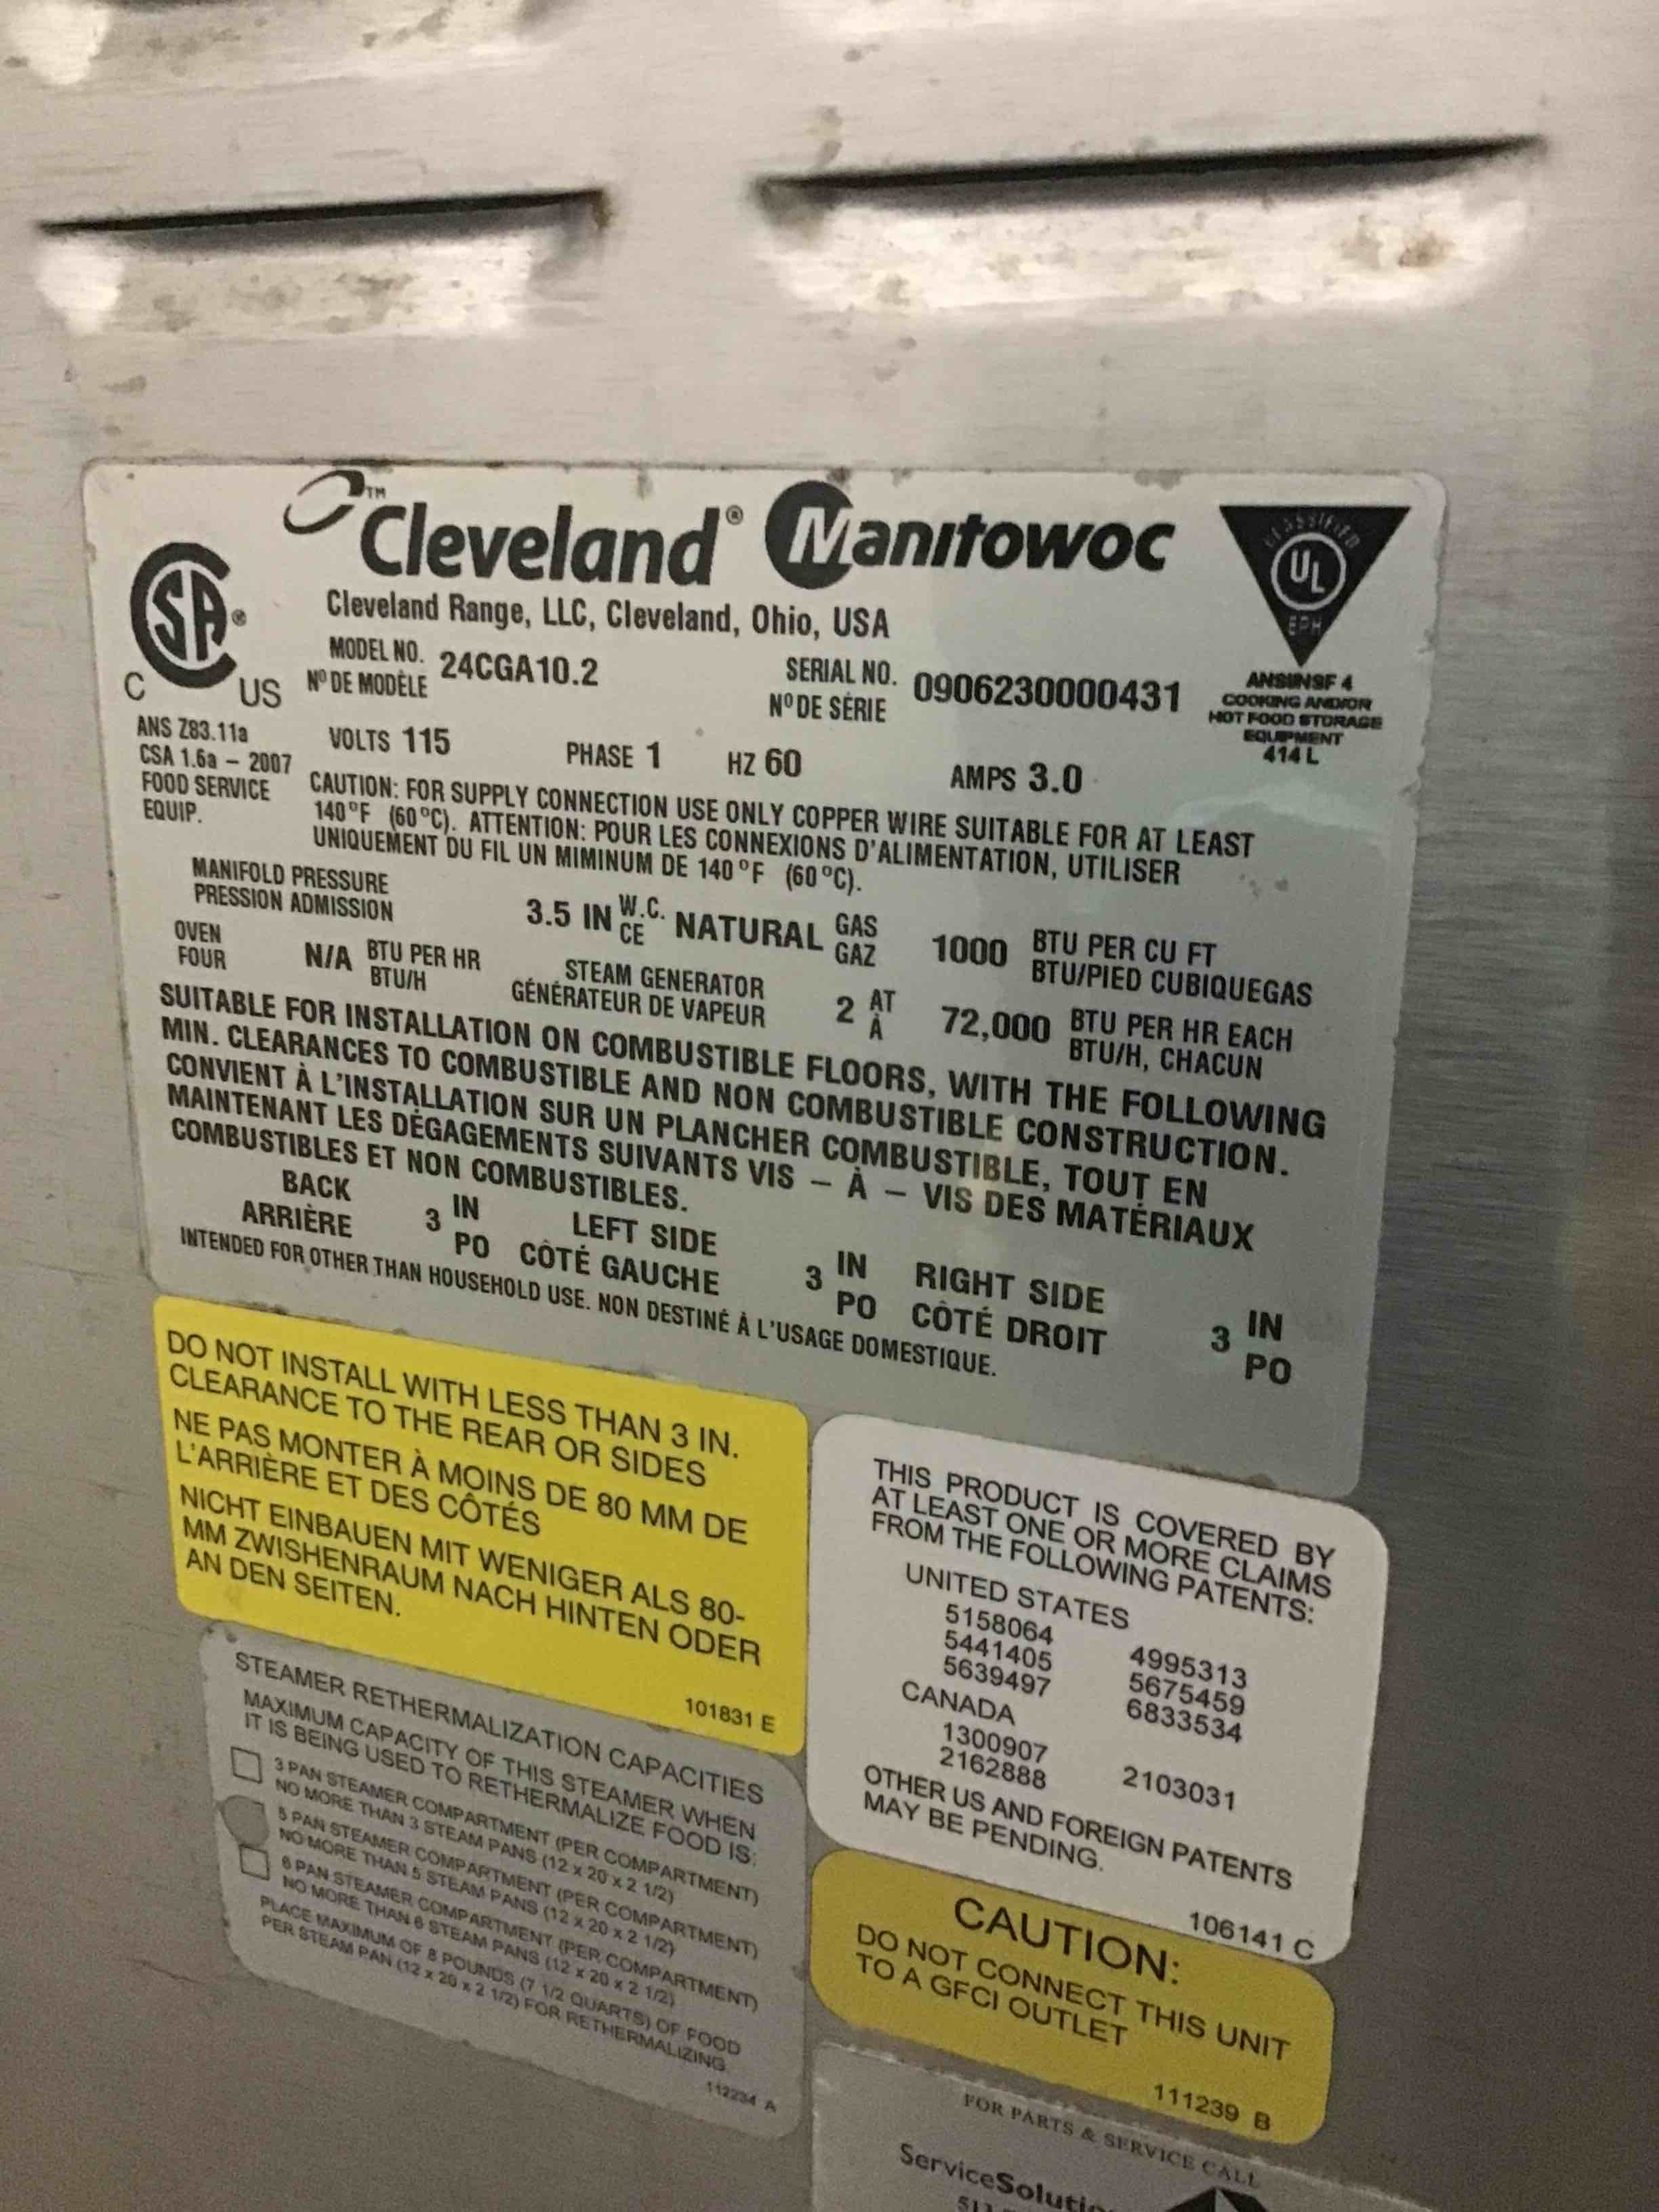 ™Cleveland® Manitowoc
CLASSIFIED
UL
EPH
SA®
C US
Cleveland Range, LLC, Cleveland, Ohio, USA
MODEL NO. 24CGA10.2 SERIAL NO. 0906230000431
Nº DE MODÈLE Nº DE SÉRIE
ANSI/NSF 4
COOKING AND/OR
HOT FOOD STORAGE
EQUIPMENT
414 L
ANS Z83.11a
CSA 1.6a – 2007
FOOD SERVICE
EQUIP.
VOLTS 115 PHASE 1 HZ 60 AMPS 3.0
CAUTION: FOR SUPPLY CONNECTION USE ONLY COPPER WIRE SUITABLE FOR AT LEAST
140°F (60°C). ATTENTION: POUR LES CONNEXIONS D'ALIMENTATION, UTILISER
UNIQUEMENT DU FIL UN MIMINUM DE 140°F (60°C).
MANIFOLD PRESSURE 3.5 IN W.C. NATURAL GAS 1000 BTU PER CU FT
PRESSION ADMISSION CE GAZ BTU/PIED CUBIQUEGAS
OVEN N/A BTU PER HR STEAM GENERATOR 2 AT 72,000 BTU PER HR EACH
FOUR BTU/H GÉNÉRATEUR DE VAPEUR À BTU/H, CHACUN
SUITABLE FOR INSTALLATION ON COMBUSTIBLE FLOORS, WITH THE FOLLOWING
MIN. CLEARANCES TO COMBUSTIBLE AND NON COMBUSTIBLE CONSTRUCTION.
CONVIENT À L'INSTALLATION SUR UN PLANCHER COMBUSTIBLE, TOUT EN
MAINTENANT LES DÉGAGEMENTS SUIVANTS VIS – À – VIS DES MATÉRIAUX
COMBUSTIBLES ET NON COMBUSTIBLES.
BACK 3 IN LEFT SIDE 3 IN RIGHT SIDE 3 IN
ARRIÈRE PO CÔTÉ GAUCHE PO CÔTÉ DROIT PO
INTENDED FOR OTHER THAN HOUSEHOLD USE. NON DESTINÉ À L'USAGE DOMESTIQUE.
DO NOT INSTALL WITH LESS THAN 3 IN.
CLEARANCE TO THE REAR OR SIDES
NE PAS MONTER À MOINS DE 80 MM DE
L'ARRIÈRE ET DES CÔTÉS
NICHT EINBAUEN MIT WENIGER ALS 80-
MM ZWISHENRAUM NACH HINTEN ODER
AN DEN SEITEN.
101831 E
THIS PRODUCT IS COVERED BY
AT LEAST ONE OR MORE CLAIMS
FROM THE FOLLOWING PATENTS:
UNITED STATES
5158064 4995313
5441405 5675459
5639497 6833534
CANADA
1300907 2103031
2162888
OTHER US AND FOREIGN PATENTS
MAY BE PENDING.
106141 C
STEAMER RETHERMALIZATION CAPACITIES
MAXIMUM CAPACITY OF THIS STEAMER WHEN
IT IS BEING USED TO RETHERMALIZE FOOD IS:
3 PAN STEAMER COMPARTMENT (PER COMPARTMENT)
NO MORE THAN 3 STEAM PANS (12 x 20 x 2 1/2)
5 PAN STEAMER COMPARTMENT (PER COMPARTMENT)
NO MORE THAN 5 STEAM PANS (12 x 20 x 2 1/2)
6 PAN STEAMER COMPARTMENT (PER COMPARTMENT)
NO MORE THAN 6 STEAM PANS (12 x 20 x 2 1/2)
PLACE MAXIMUM OF 8 POUNDS (7 1/2 QUARTS) OF FOOD
PER STEAM PAN (12 x 20 x 2 1/2) FOR RETHERMALIZING.
112234 A
CAUTION:
DO NOT CONNECT THIS UNIT
TO A GFCI OUTLET
111239 B
FOR PARTS & SERVICE CALL